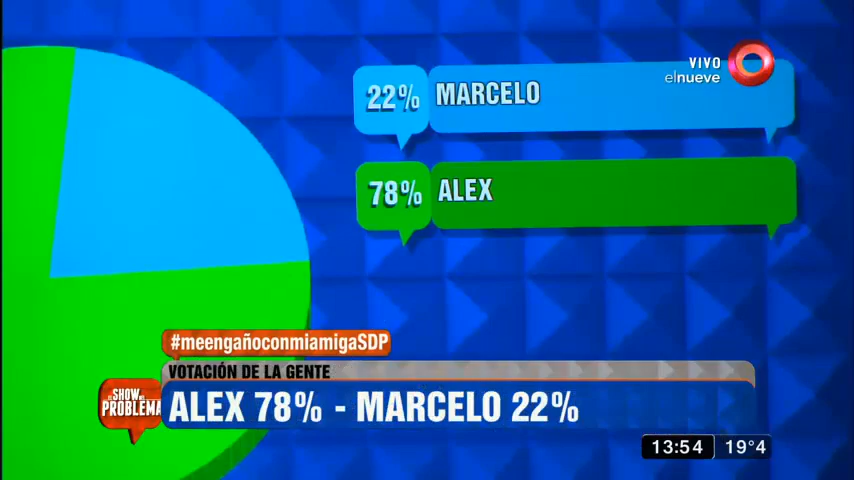 VIVO
elnueve
22% MARCELO
78% ALEX
#meengañoconmiamigaSDP
VOTACIÓN DE LA GENTE
SHOW
PROBLEMA
ALEX 78% - MARCELO 22%
13:54 19°4